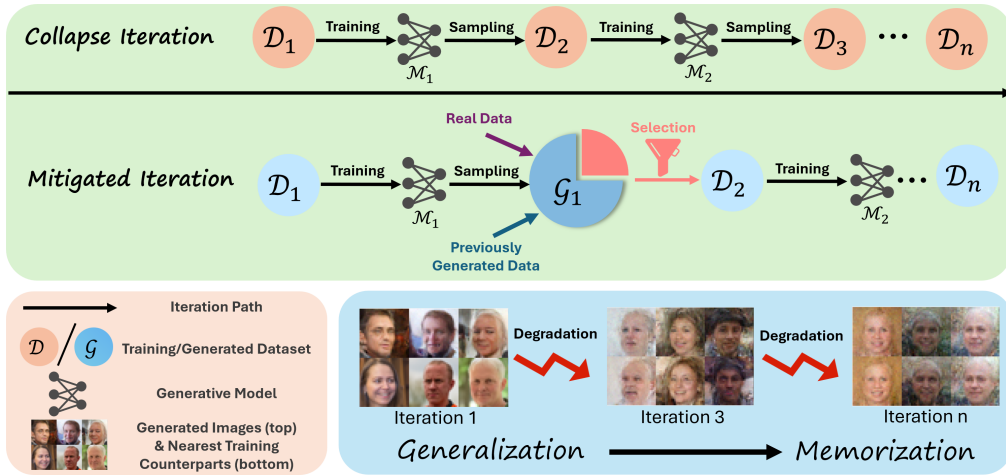 Collapse Iteration
𝒟1 Training ℳ1 Sampling 𝒟2 Training ℳ2 Sampling 𝒟3 ... 𝒟n
Real Data
Selection
Mitigated Iteration
𝒟1 Training ℳ1 Sampling 𝒢1 𝒟2 Training ℳ2 ... 𝒟n
Previously
Generated Data
Iteration Path
𝒟 / 𝒢 Training/Generated Dataset
Generative Model
Generated Images (top)
& Nearest Training
Counterparts (bottom)
Degradation
Degradation
Iteration 1
Iteration 3
Iteration n
Generalization
Memorization